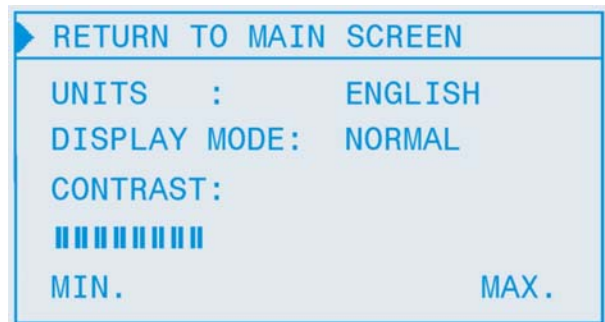 RETURN TO MAIN SCREEN
UNITS : ENGLISH
DISPLAY MODE: NORMAL
CONTRAST:
MIN. MAX.